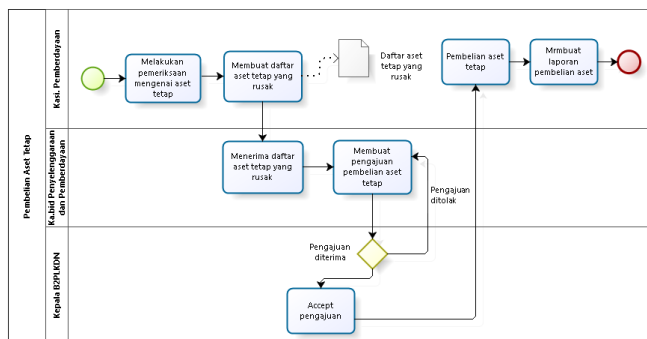 Pembelian Aset Tetap
Kasi. Pemberdayaan
Melakukan
pemeriksaan
mengenai aset
tetap
Membuat daftar
aset tetap yang
rusak
Daftar aset
tetap yang
rusak
Pembelian aset
tetap
Mrmbuat
laporan
pembelian aset
Ka.bid Penyelenggaraan
dan Pemberdayaan
Menerima daftar
aset tetap yang
rusak
Membuat
pengajuan
pembelian aset
tetap
Pengajuan
ditolak
Kepala B2PLKDN
Pengajuan
diterima
Accept
pengajuan